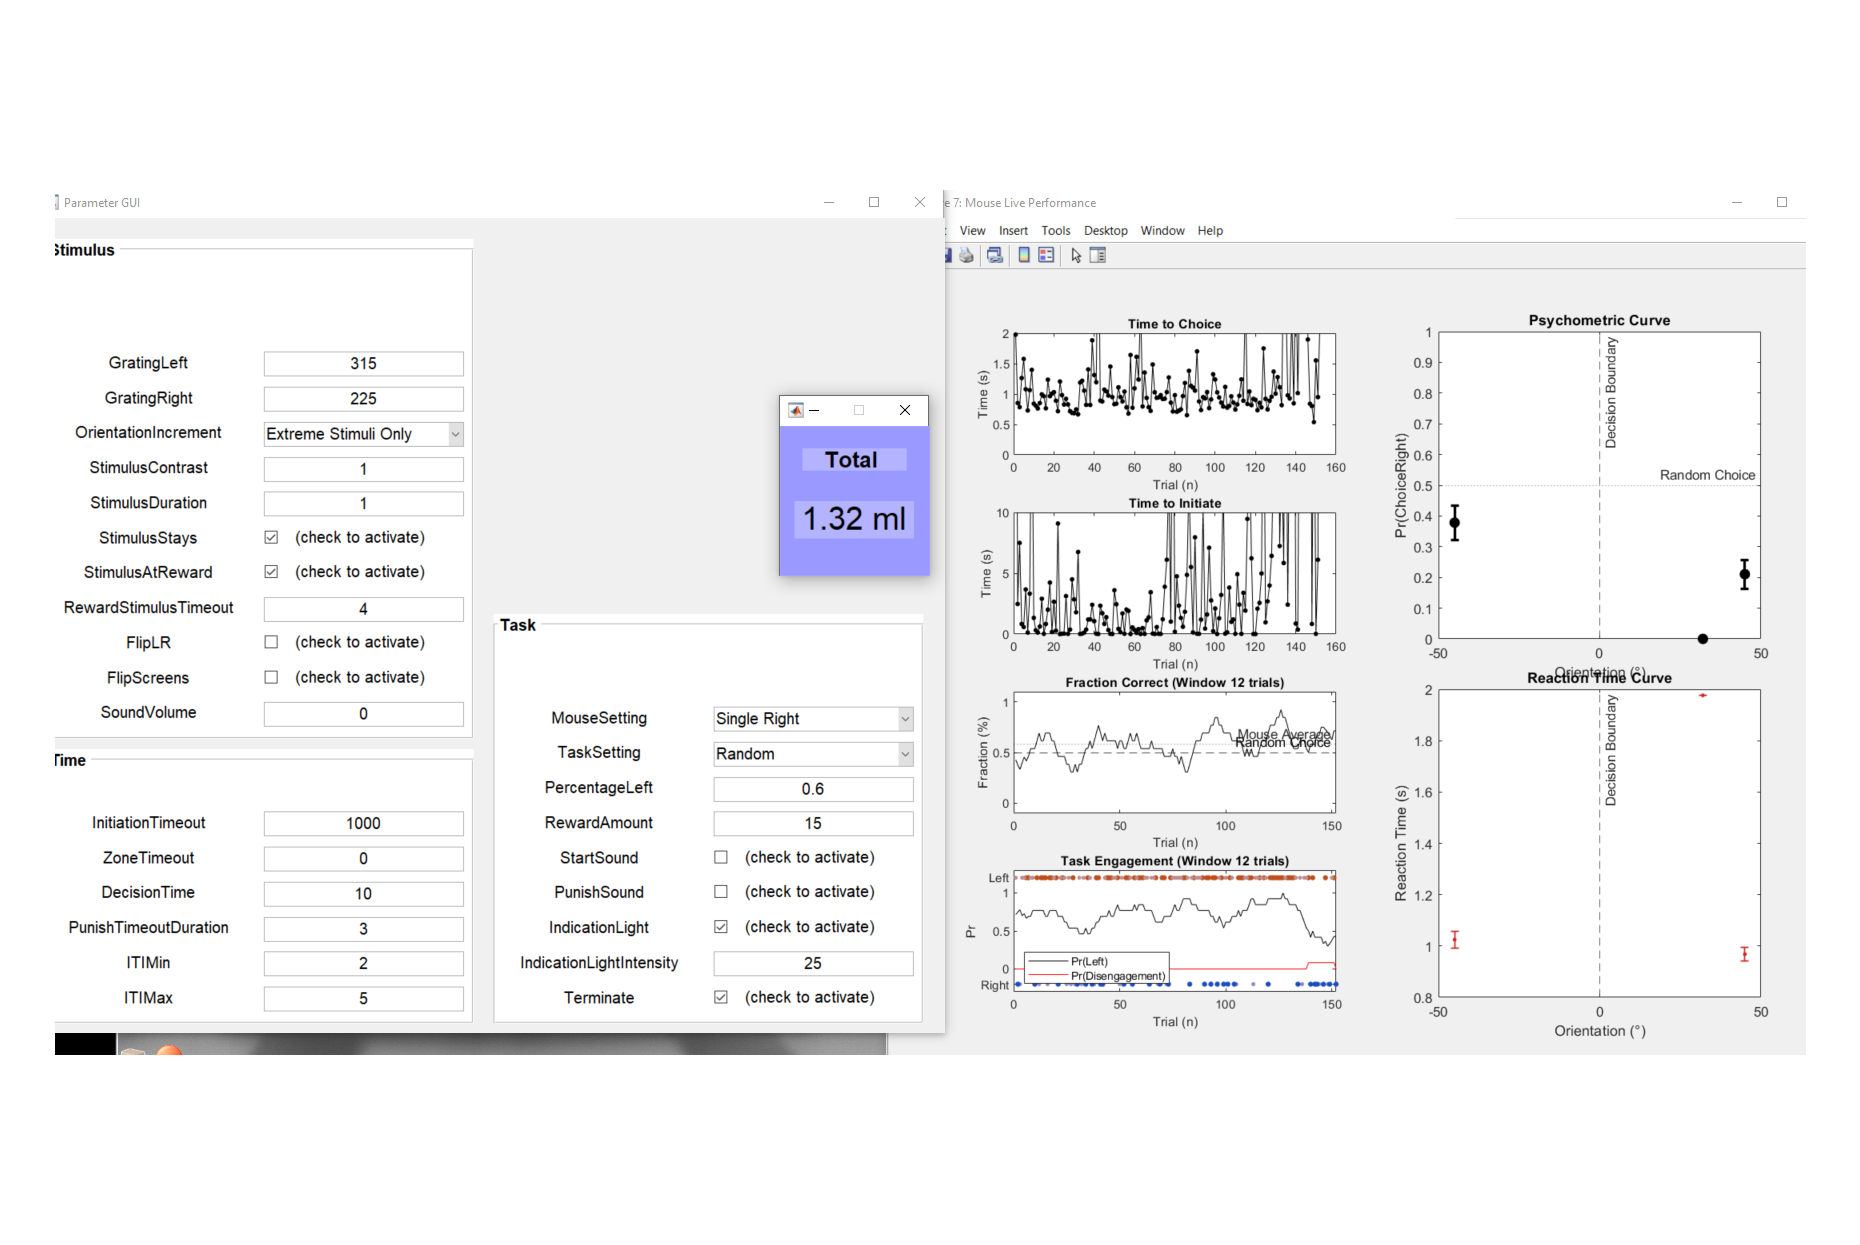 Parameter GUI
Stimulus
GratingLeft 315
GratingRight 225
OrientationIncrement Extreme Stimuli Only
StimulusContrast 1
StimulusDuration 1
StimulusStays (check to activate)
StimulusAtReward (check to activate)
RewardStimulusTimeout 4
FlipLR (check to activate)
FlipScreens (check to activate)
SoundVolume 0
Time
InitiationTimeout 1000
ZoneTimeout 0
DecisionTime 10
PunishTimeoutDuration 3
ITIMin 2
ITIMax 5
Total
1.32 ml
Task
MouseSetting Single Right
TaskSetting Random
PercentageLeft 0.6
RewardAmount 15
StartSound (check to activate)
PunishSound (check to activate)
IndicationLight (check to activate)
IndicationLightIntensity 25
Terminate (check to activate)
e 7: Mouse Live Performance
View Insert Tools Desktop Window Help
Time to Choice
2
1.5
1
0.5
0
Time (s)
0 20 40 60 80 100 120 140 160
Trial (n)
Time to Initiate
10
5
0
Time (s)
0 20 40 60 80 100 120 140 160
Trial (n)
Fraction Correct (Window 12 trials)
1
0.5
0
Fraction (%)
Mouse Average
Random Choice
0 50 100 150
Trial (n)
Task Engagement (Window 12 trials)
Left
1
0.5
0
Right
Pr
Pr(Left)
Pr(Disengagement)
0 50 100 150
Trial (n)
Psychometric Curve
1
0.9
0.8
0.7
0.6
0.5
0.4
0.3
0.2
0.1
0
Pr(ChoiceRight)
Decision Boundary
Random Choice
-50 0 50
Orientation (°)
Reaction Time Curve
2
1.8
1.6
1.4
1.2
1
0.8
Reaction Time (s)
Decision Boundary
-50 0 50
Orientation (°)